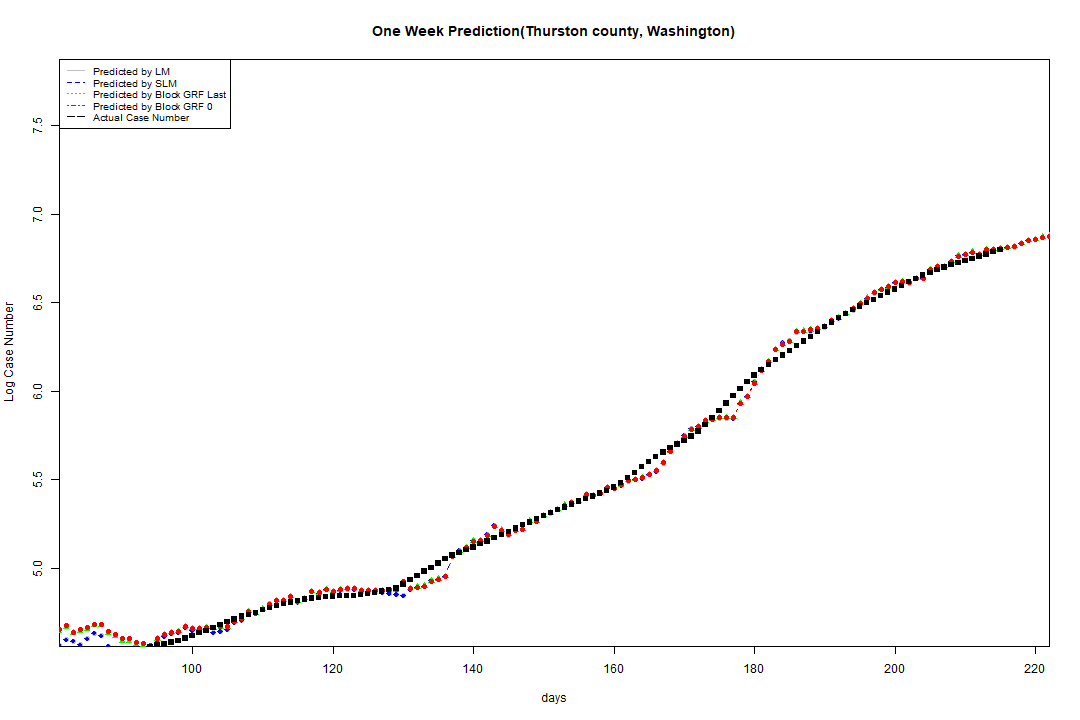 One Week Prediction(Thurston county, Washington)
Predicted by LM
Predicted by SLM
Predicted by Block GRF Last
Predicted by Block GRF 0
Actual Case Number
7.5
7.0
6.5
6.0
5.5
5.0
Log Case Number
100 120 140 160 180 200 220
days